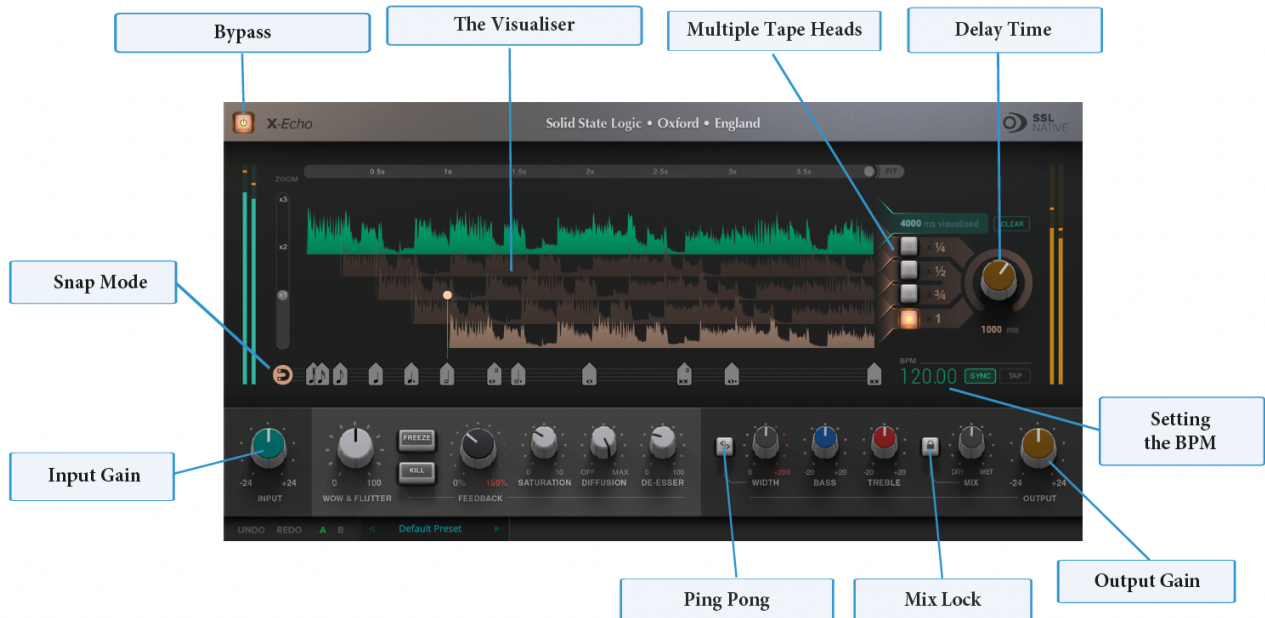 Bypass
The Visualiser
Multiple Tape Heads
Delay Time
X-Echo
Solid State Logic • Oxford • England
SSL NATIVE
ZOOM
0.5s 1s 1.5s 2s 2.5s 3s 3.5s FIT
x3
4000 ms visualised CLEAR
x2
1/4
1/2
Snap Mode
3/4
x1
1
1000 ms
BPM
120.00 SYNC TAP
Setting
the BPM
Input Gain
FREEZE
KILL
-24 +24
INPUT
0 100
WOW & FLUTTER
0% 150%
FEEDBACK
0 10
SATURATION
OFF MAX
DIFFUSION
0 100
DE-ESSER
0 +200
WIDTH
-20 +20
BASS
-20 +20
TREBLE
DRY WET
MIX
-24 +24
OUTPUT
UNDO REDO A B Default Preset
Ping Pong
Mix Lock
Output Gain